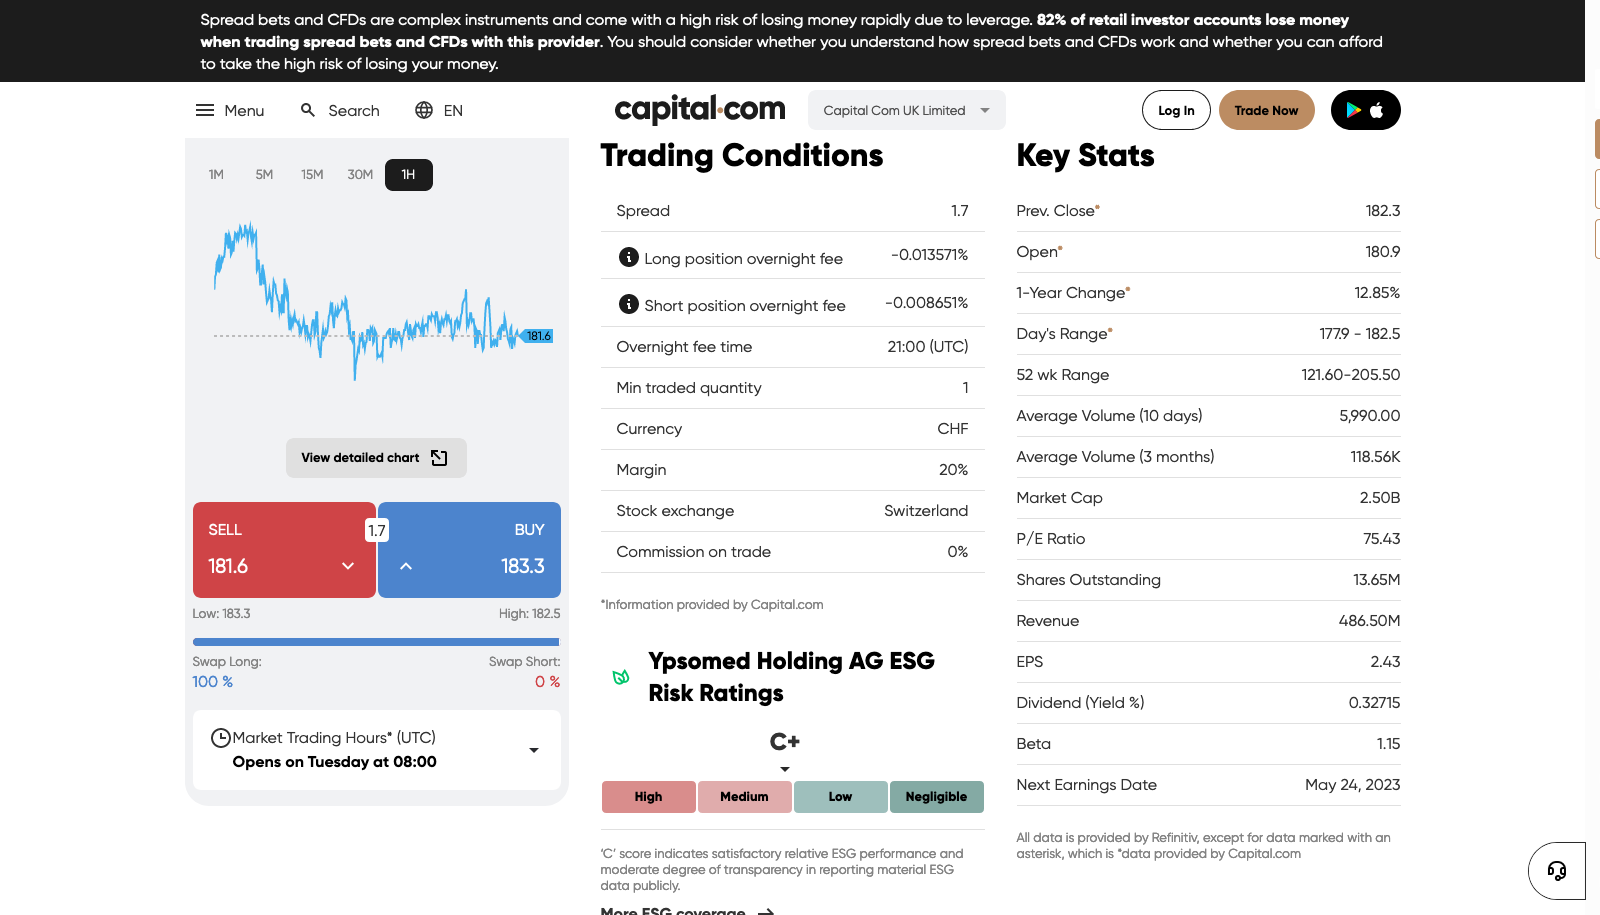 Spread bets and CFDs are complex instruments and come with a high risk of losing money rapidly due to leverage. 82% of retail investor accounts lose money
when trading spread bets and CFDs with this provider. You should consider whether you understand how spread bets and CFDs work and whether you can afford
to take the high risk of losing your money.
Menu
Search
EN
capital.com
Capital Com UK Limited
Log In
Trade Now
1M
5M
15M
30M
1H
181.6
View detailed chart
SELL
181.6
1.7
BUY
183.3
Low: 183.3
High: 182.5
Swap Long:
Swap Short:
100 %
0 %
Market Trading Hours* (UTC)
Opens on Tuesday at 08:00
Trading Conditions
Spread 1.7
Long position overnight fee -0.013571%
Short position overnight fee -0.008651%
Overnight fee time 21:00 (UTC)
Min traded quantity 1
Currency CHF
Margin 20%
Stock exchange Switzerland
Commission on trade 0%
*Information provided by Capital.com
Ypsomed Holding AG ESG
Risk Ratings
C+
High
Medium
Low
Negligible
‘C’ score indicates satisfactory relative ESG performance and
moderate degree of transparency in reporting material ESG
data publicly.
More ESG coverage
Key Stats
Prev. Close* 182.3
Open* 180.9
1-Year Change* 12.85%
Day's Range* 177.9 - 182.5
52 wk Range 121.60-205.50
Average Volume (10 days) 5,990.00
Average Volume (3 months) 118.56K
Market Cap 2.50B
P/E Ratio 75.43
Shares Outstanding 13.65M
Revenue 486.50M
EPS 2.43
Dividend (Yield %) 0.32715
Beta 1.15
Next Earnings Date May 24, 2023
All data is provided by Refinitiv, except for data marked with an
asterisk, which is *data provided by Capital.com